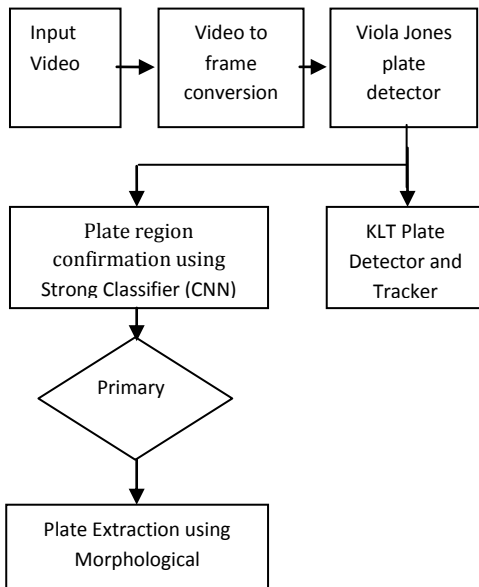 Input
Video
Video to
frame
conversion
Viola Jones
plate
detector
Plate region
confirmation using
Strong Classifier (CNN)
KLT Plate
Detector and
Tracker
Primary
Plate Extraction using
Morphological